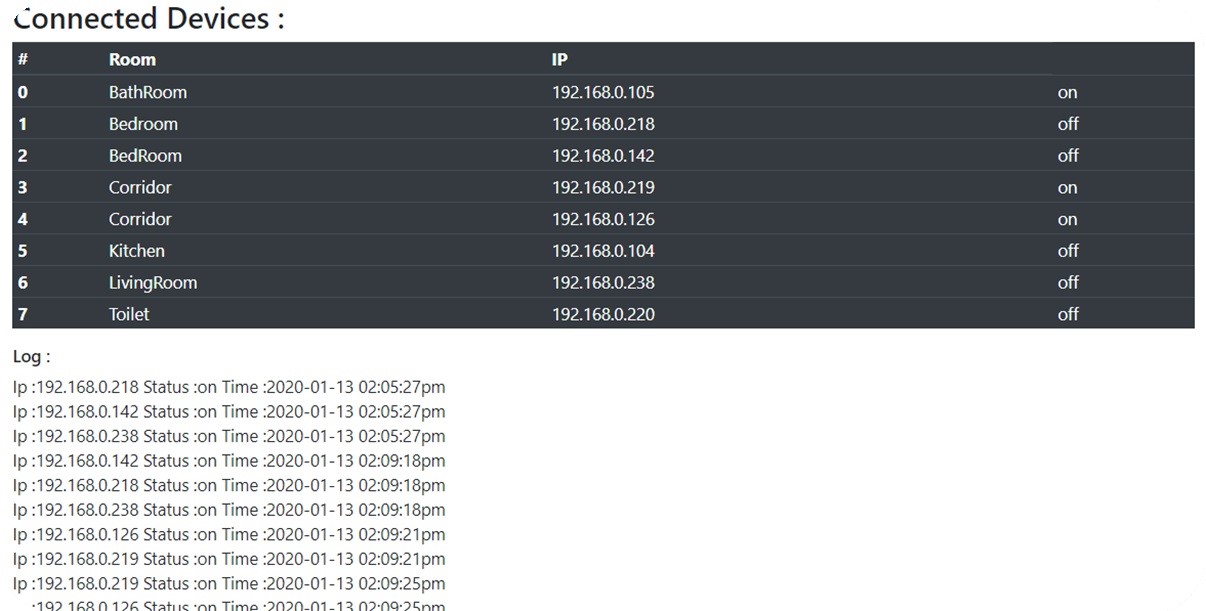 Connected Devices :
# Room IP
0 BathRoom 192.168.0.105 on
1 Bedroom 192.168.0.218 off
2 BedRoom 192.168.0.142 off
3 Corridor 192.168.0.219 on
4 Corridor 192.168.0.126 on
5 Kitchen 192.168.0.104 off
6 LivingRoom 192.168.0.238 off
7 Toilet 192.168.0.220 off
Log :
Ip :192.168.0.218 Status :on Time :2020-01-13 02:05:27pm
Ip :192.168.0.142 Status :on Time :2020-01-13 02:05:27pm
Ip :192.168.0.238 Status :on Time :2020-01-13 02:05:27pm
Ip :192.168.0.142 Status :on Time :2020-01-13 02:09:18pm
Ip :192.168.0.218 Status :on Time :2020-01-13 02:09:18pm
Ip :192.168.0.238 Status :on Time :2020-01-13 02:09:18pm
Ip :192.168.0.126 Status :on Time :2020-01-13 02:09:21pm
Ip :192.168.0.219 Status :on Time :2020-01-13 02:09:21pm
Ip :192.168.0.219 Status :on Time :2020-01-13 02:09:25pm
:192.168.0.126 Status :on Time :2020-01-13 02:09:25pm